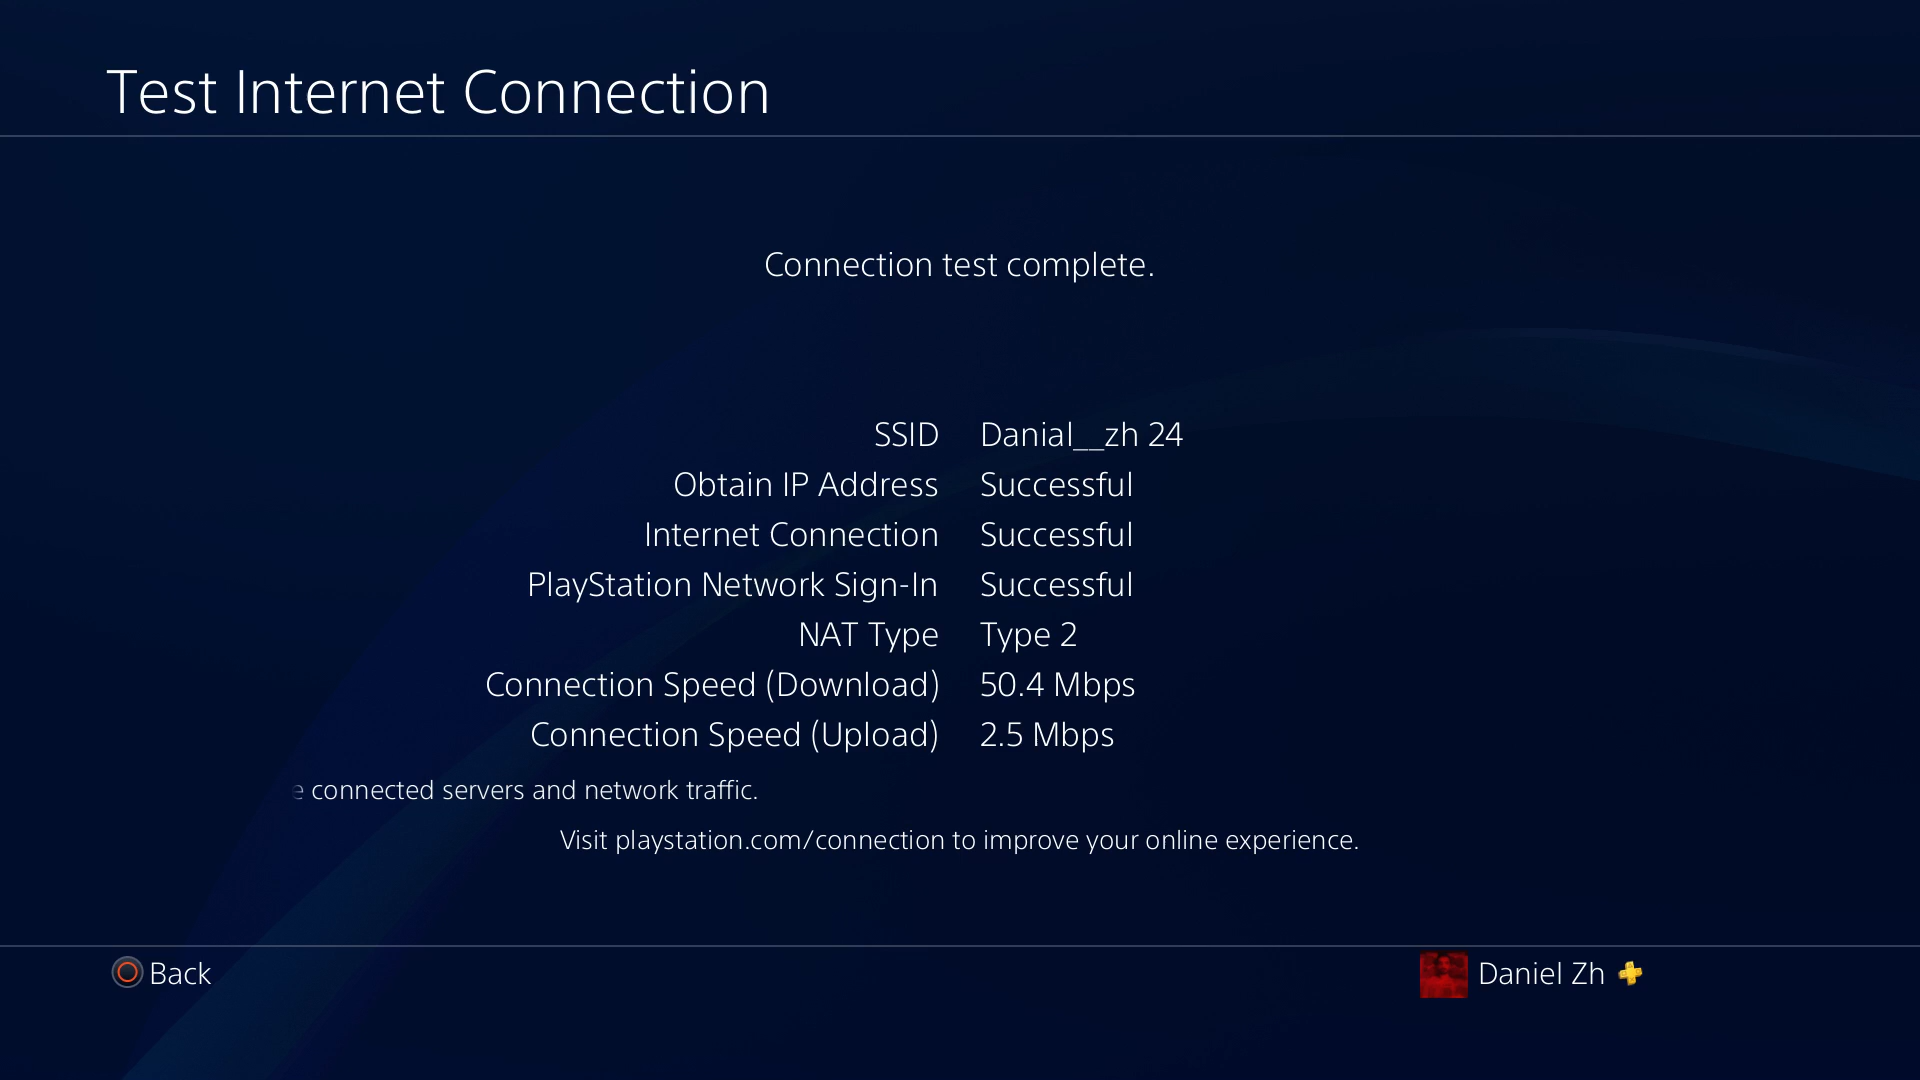 Test Internet Connection
Connection test complete.
SSID Danial__zh 24
Obtain IP Address Successful
Internet Connection Successful
PlayStation Network Sign-In Successful
NAT Type Type 2
Connection Speed (Download) 50.4 Mbps
Connection Speed (Upload) 2.5 Mbps
e connected servers and network traffic.
Visit playstation.com/connection to improve your online experience.
Back
Daniel Zh